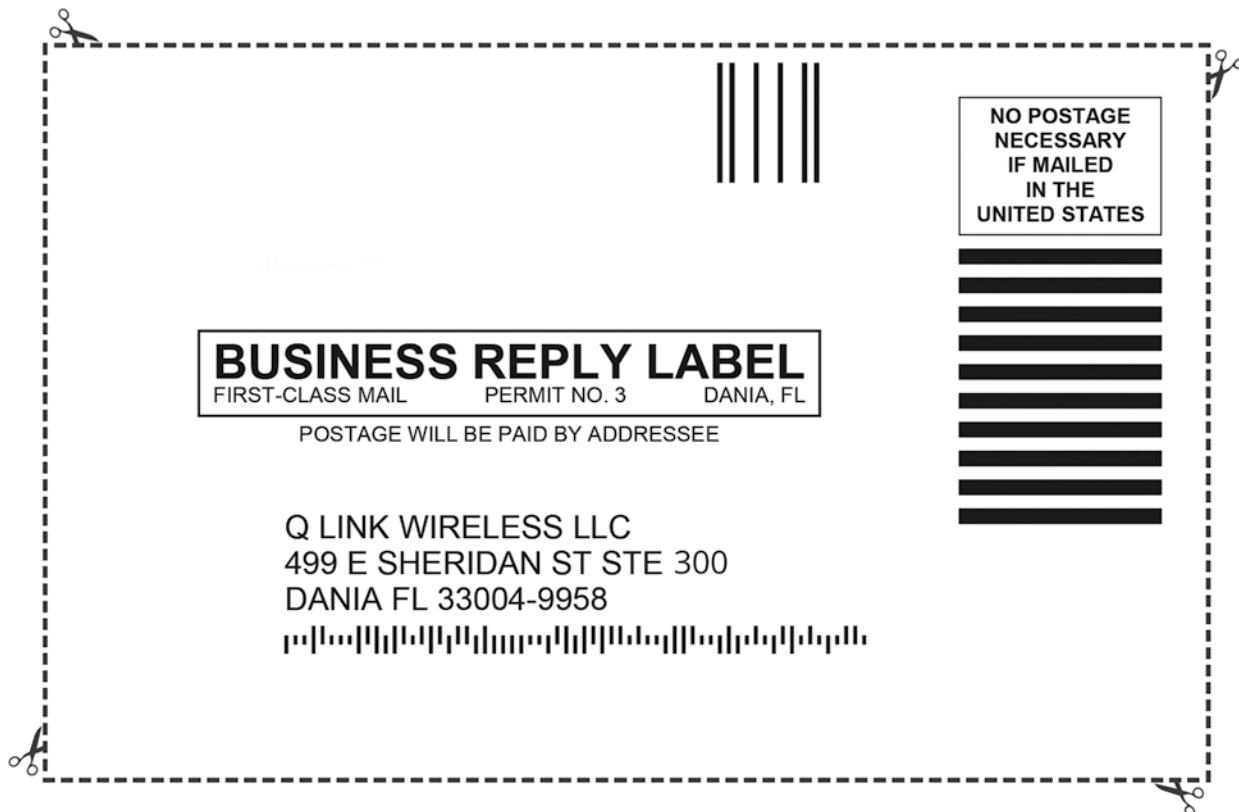 NO POSTAGE
NECESSARY
IF MAILED
IN THE
UNITED STATES
BUSINESS REPLY LABEL
FIRST-CLASS MAIL PERMIT NO. 3 DANIA, FL
POSTAGE WILL BE PAID BY ADDRESSEE
Q LINK WIRELESS LLC
499 E SHERIDAN ST STE 300
DANIA FL 33004-9958